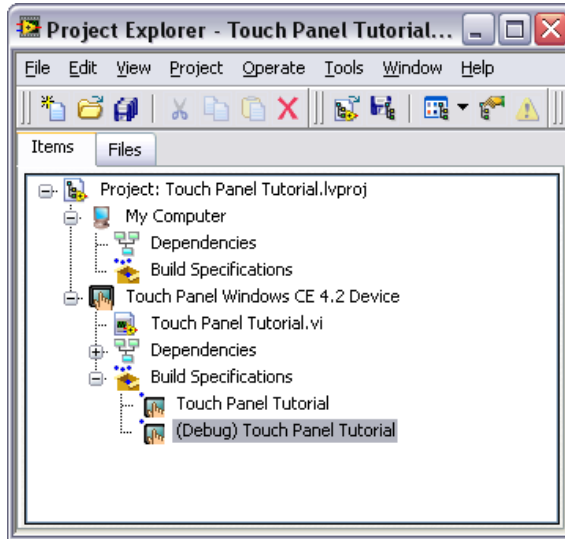 Project Explorer - Touch Panel Tutorial...
File Edit View Project Operate Tools Window Help
Items Files
Project: Touch Panel Tutorial.lvproj
My Computer
Dependencies
Build Specifications
Touch Panel Windows CE 4.2 Device
Touch Panel Tutorial.vi
Dependencies
Build Specifications
Touch Panel Tutorial
(Debug) Touch Panel Tutorial